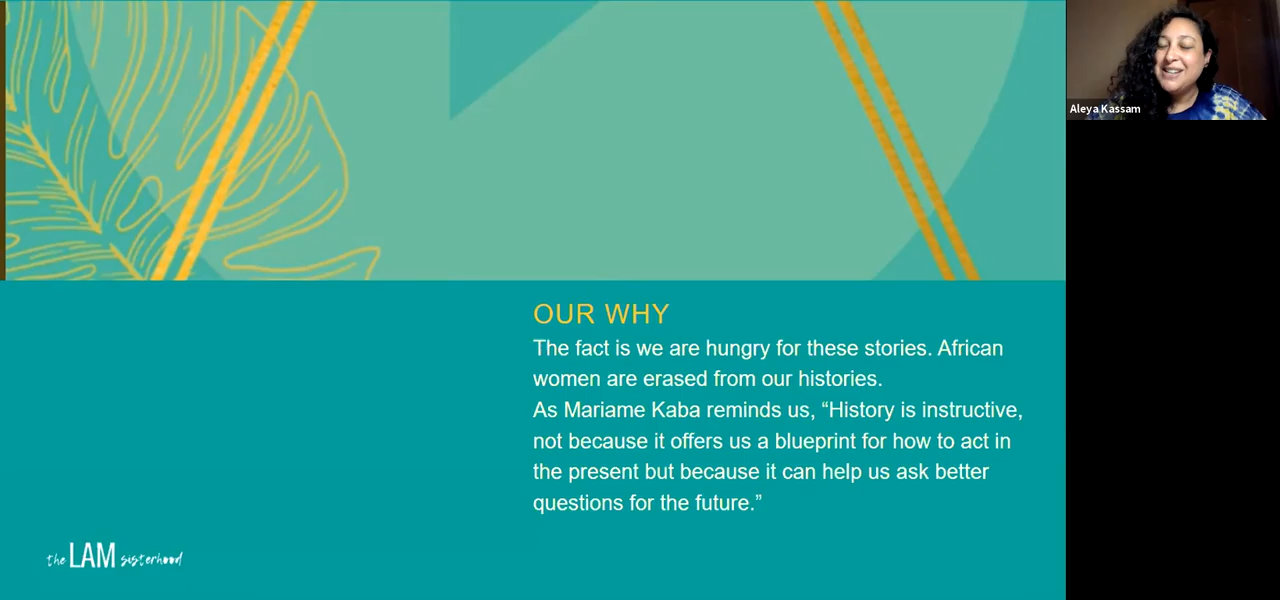 Aleya Kassam
OUR WHY
The fact is we are hungry for these stories. African
women are erased from our histories.
As Mariame Kaba reminds us, “History is instructive,
not because it offers us a blueprint for how to act in
the present but because it can help us ask better
questions for the future.”
the LAM sisterhood